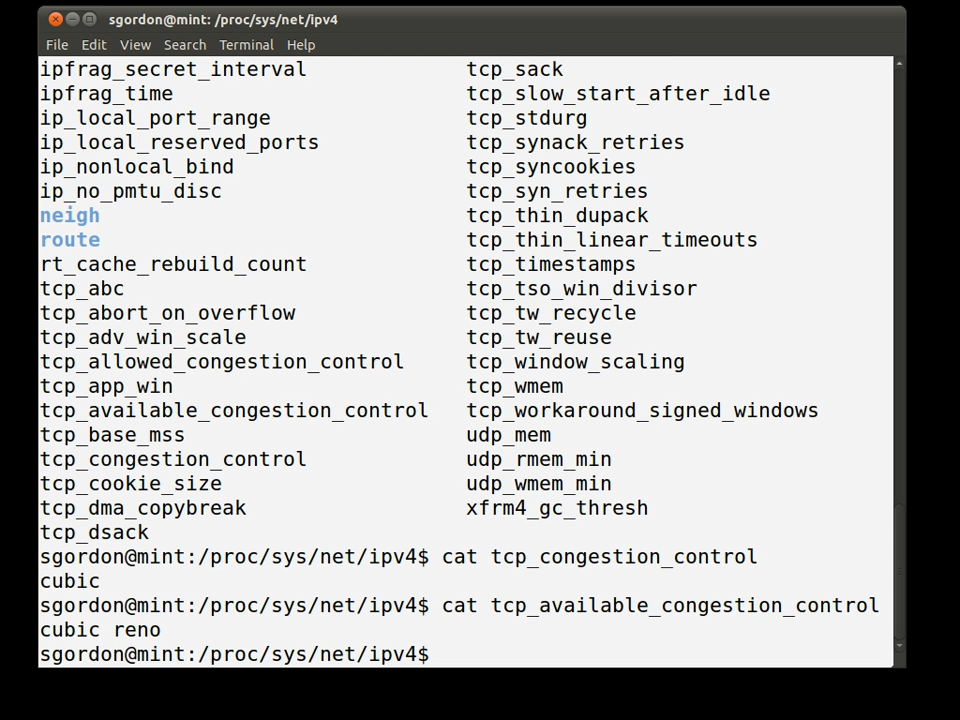 sgordon@mint: /proc/sys/net/ipv4
File Edit View Search Terminal Help
ipfrag_secret_interval tcp_sack
ipfrag_time tcp_slow_start_after_idle
ip_local_port_range tcp_stdurg
ip_local_reserved_ports tcp_synack_retries
ip_nonlocal_bind tcp_syncookies
ip_no_pmtu_disc tcp_syn_retries
neigh tcp_thin_dupack
route tcp_thin_linear_timeouts
rt_cache_rebuild_count tcp_timestamps
tcp_abc tcp_tso_win_divisor
tcp_abort_on_overflow tcp_tw_recycle
tcp_adv_win_scale tcp_tw_reuse
tcp_allowed_congestion_control tcp_window_scaling
tcp_app_win tcp_wmem
tcp_available_congestion_control tcp_workaround_signed_windows
tcp_base_mss udp_mem
tcp_congestion_control udp_rmem_min
tcp_cookie_size udp_wmem_min
tcp_dma_copybreak xfrm4_gc_thresh
tcp_dsack
sgordon@mint:/proc/sys/net/ipv4$ cat tcp_congestion_control
cubic
sgordon@mint:/proc/sys/net/ipv4$ cat tcp_available_congestion_control
cubic reno
sgordon@mint:/proc/sys/net/ipv4$